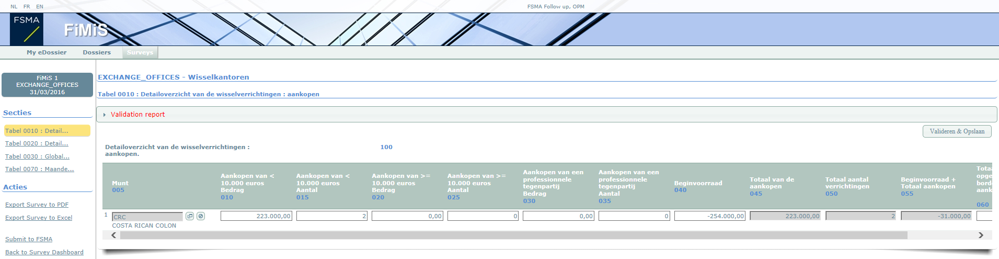 NL FR EN
FSMA Follow up, OPM
FSMA
FiMiS
My eDossier Dossiers Surveys
FiMiS 1
EXCHANGE_OFFICES
31/03/2016
Secties
Tabel 0010 : Detail...
Tabel 0020 : Detail...
Tabel 0030 : Global...
Tabel 0070 : Maande...
Acties
Export Survey to PDF
Export Survey to Excel
Submit to FSMA
Back to Survey Dashboard
EXCHANGE_OFFICES - Wisselkantoren
Tabel 0010 : Detailoverzicht van de wisselverrichtingen : aankopen
Validation report
Valideren & Opslaan
Detailoverzicht van de wisselverrichtingen :
aankopen.
100
Munt
005
Aankopen van <
10.000 euros
Bedrag
010
Aankopen van <
10.000 euros
Aantal
015
Aankopen van >=
10.000 euros
Bedrag
020
Aankopen van >=
10.000 euros
Aantal
025
Aankopen van een
professionele
tegenpartij
Bedrag
030
Aankopen van een
professionele
tegenpartij
Aantal
035
Beginvoorraad
040
Totaal van de
aankopen
045
Totaal aantal
verrichtingen
050
Beginvoorraad +
Totaal aankopen
055
Totaa
opge
bord
aank
060
1 CRC 223.000,00 2 0,00 0 0,00 0 -254.000,00 223.000,00 2 -31.000,00
COSTA RICAN COLON